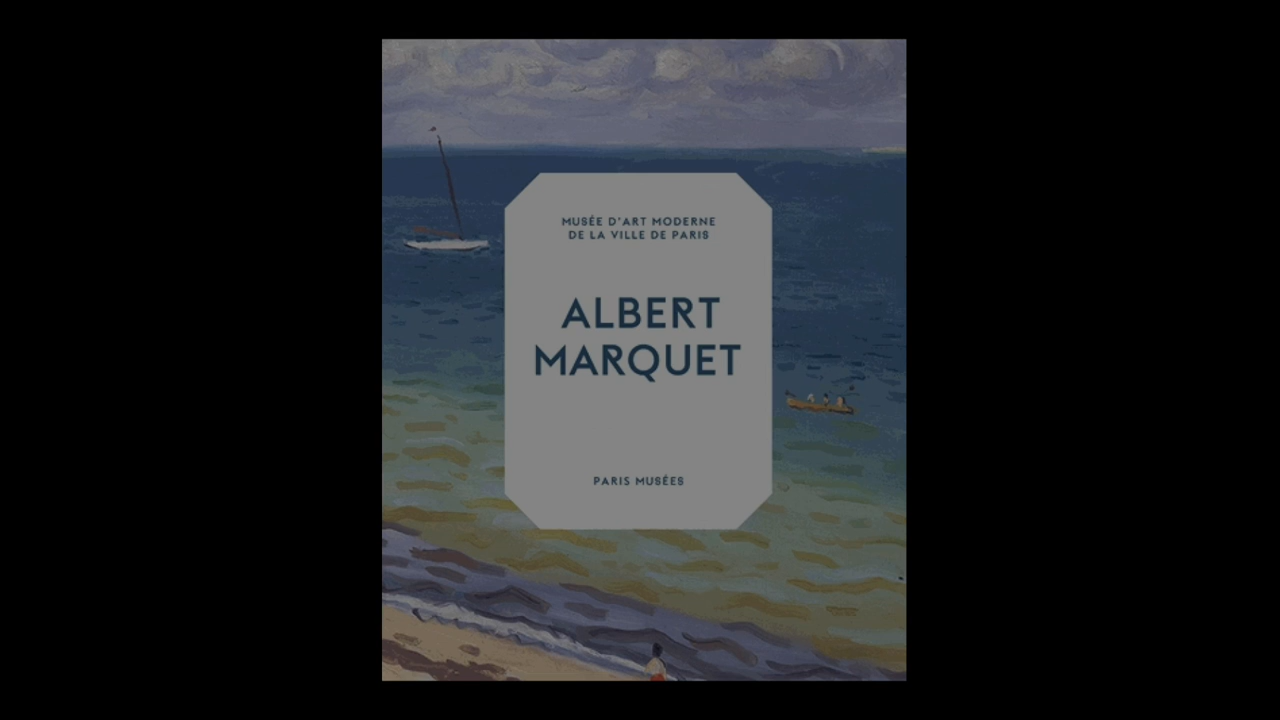 MUSÉE D'ART MODERNE
DE LA VILLE DE PARIS
ALBERT
MARQUET
PARIS MUSÉES